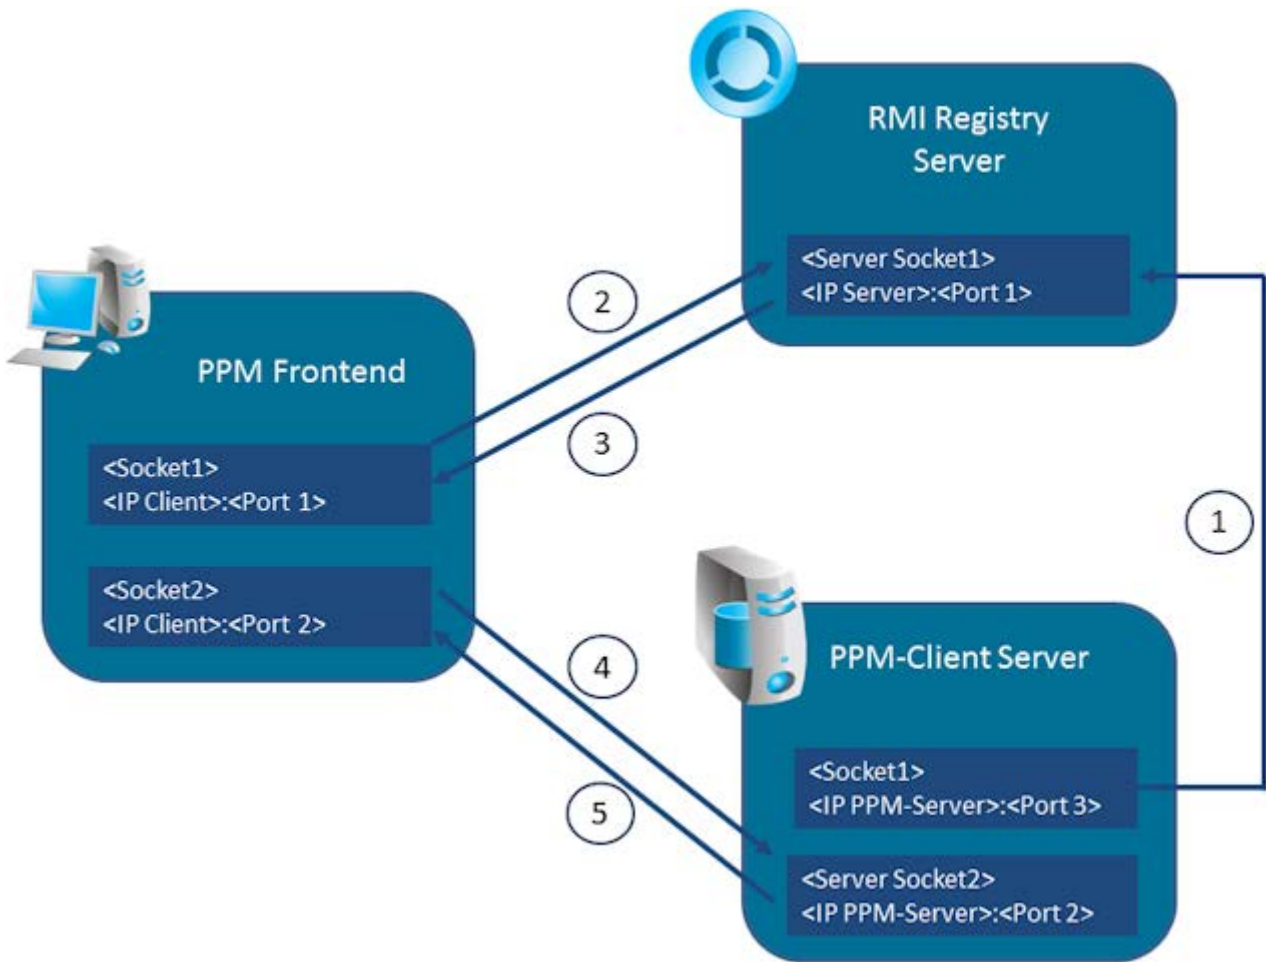 RMI Registry
Server
<Server Socket1>
<IP Server>:<Port 1>
2
PPM Frontend
3
<Socket1>
<IP Client>:<Port 1>
1
<Socket2>
<IP Client>:<Port 2>
4
PPM-Client Server
5
<Socket1>
<IP PPM-Server>:<Port 3>
<Server Socket2>
<IP PPM-Server>:<Port 2>